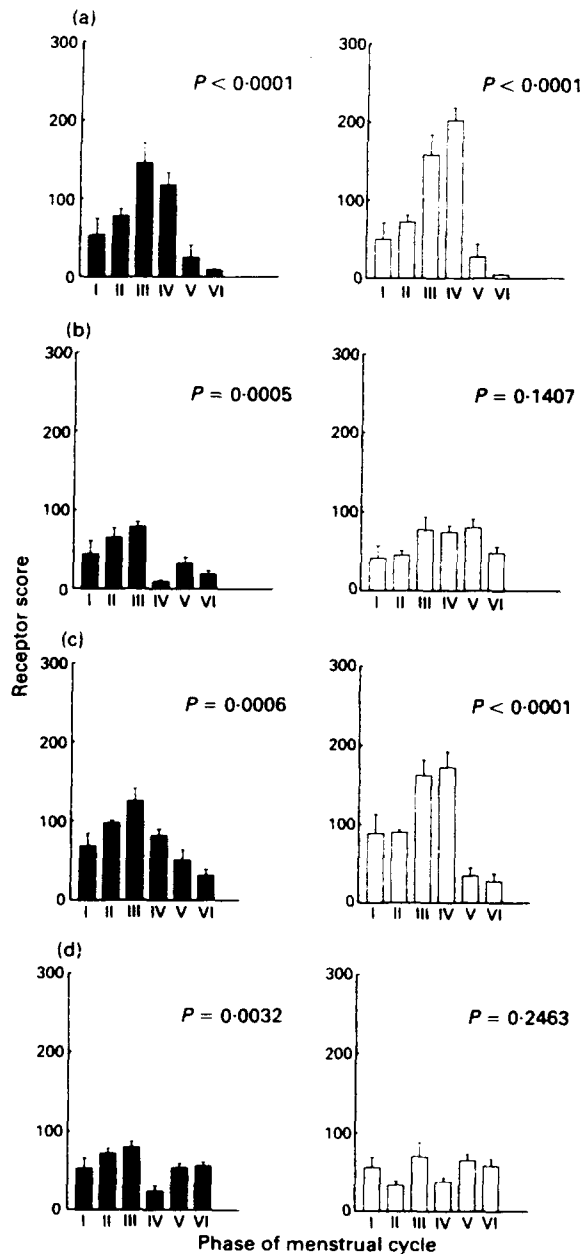 (a)
300
200
100
0
P < 0·0001
I II III IV V VI
300
200
100
0
P < 0·0001
I II III IV V VI
(b)
300
200
100
0
P = 0·0005
I II III IV V VI
300
200
100
0
P = 0·1407
I II III IV V VI
Receptor score
(c)
300
200
100
0
P = 0·0006
I II III IV V VI
300
200
100
0
P < 0·0001
I II III IV V VI
(d)
300
200
100
0
P = 0·0032
I II III IV V VI
300
200
100
0
P = 0·2463
I II III IV V VI
Phase of menstrual cycle